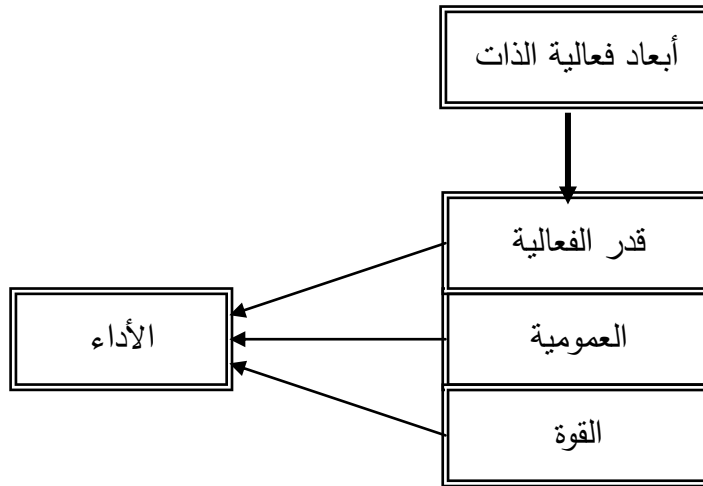 أبعاد فعالية الذات
قدر الفعالية
العمومية
الأداء
القوة